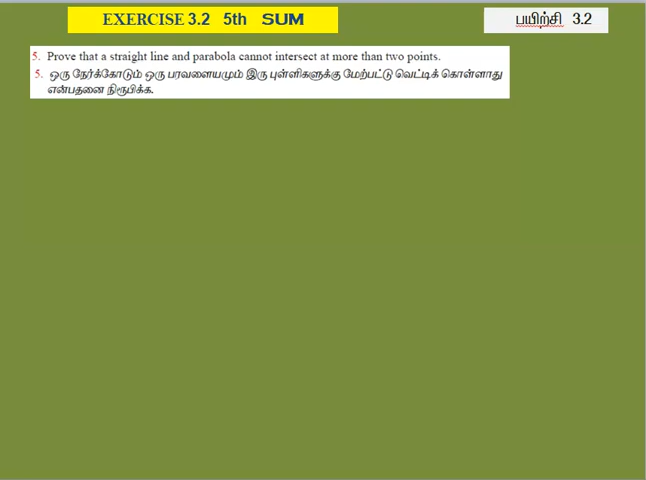 EXERCISE 3.2 5th SUM
பயிற்சி 3.2
5. Prove that a straight line and parabola cannot intersect at more than two points.
5. ஒரு நேர்க்கோடும் ஒரு பரவளையமும் இரு புள்ளிகளுக்கு மேற்பட்டு வெட்டிக் கொள்ளாது
என்பதனை நிரூபிக்க.